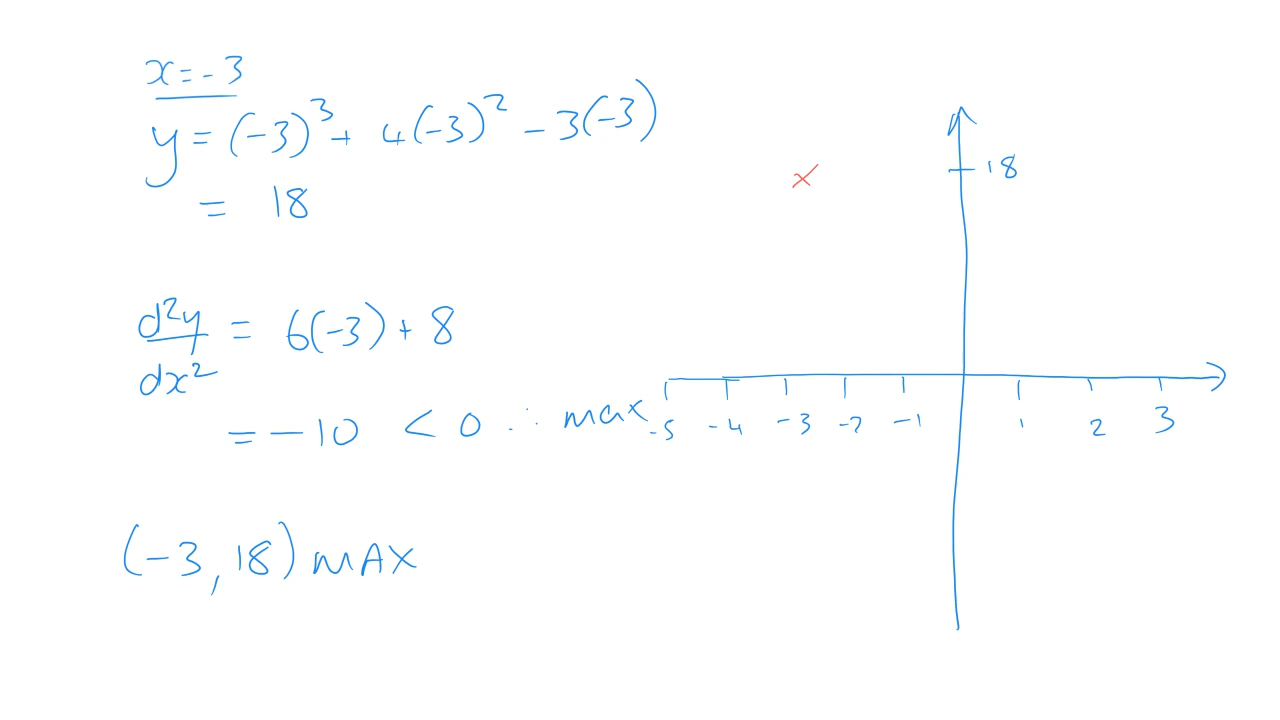 x = -3
y = (-3)³ + 4(-3)² - 3(-3)
= 18
d²y/dx² = 6(-3) + 8
= -10 < 0 ∴ max
(-3, 18) MAX
18
-5 -4 -3 -2 -1 1 2 3